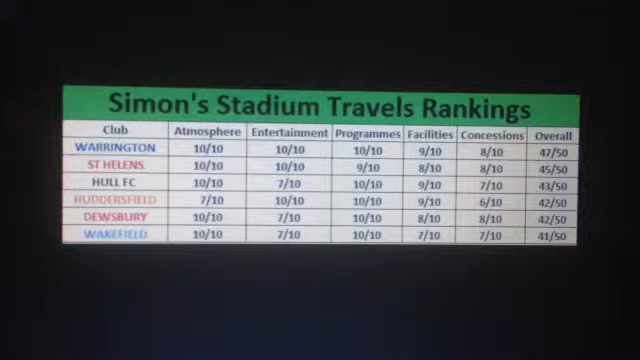 Simon's Stadium Travels Rankings
Club Atmosphere Entertainment Programmes Facilities Concessions Overall
WARRINGTON 10/10 10/10 10/10 9/10 8/10 47/50
ST HELENS 10/10 10/10 9/10 8/10 8/10 45/50
HULL FC 10/10 7/10 10/10 9/10 7/10 43/50
HUDDERSFIELD 7/10 10/10 10/10 9/10 6/10 42/50
DEWSBURY 10/10 7/10 10/10 8/10 8/10 42/50
WAKEFIELD 10/10 7/10 10/10 7/10 7/10 41/50